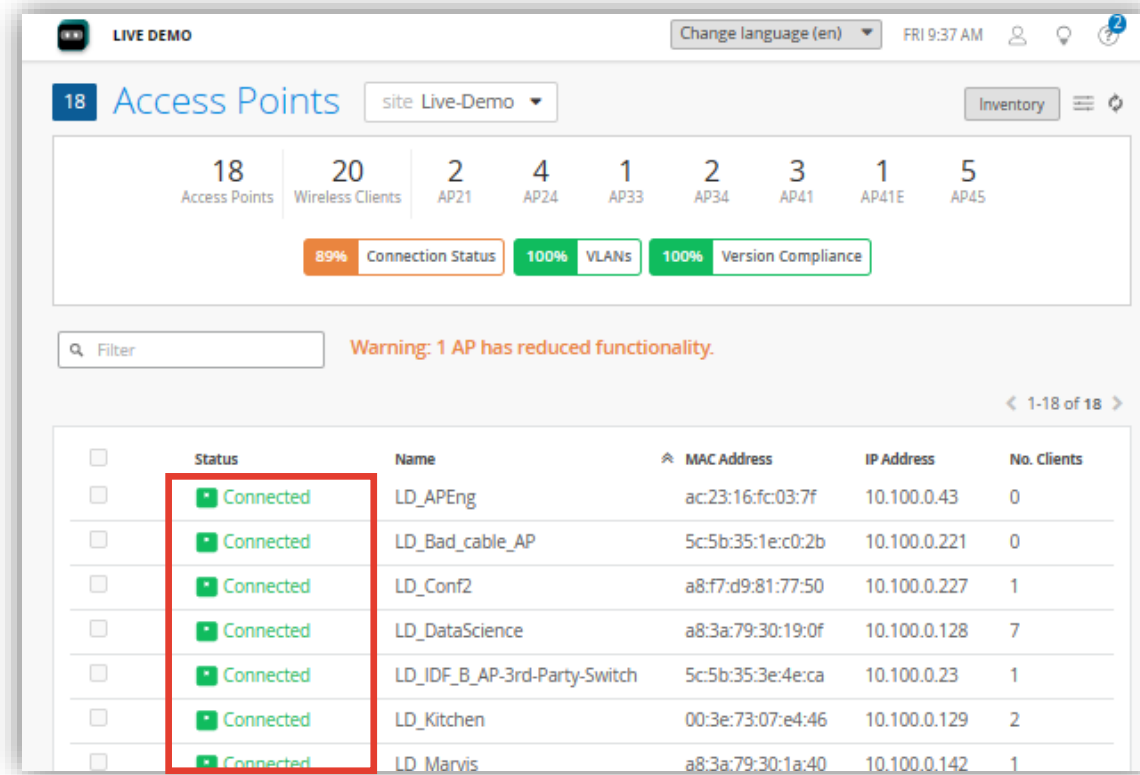 LIVE DEMO Change language (en) FRI 9:37 AM 2
18 Access Points site Live-Demo Inventory
18 20 2 4 1 2 3 1 5
Access Points Wireless Clients AP21 AP24 AP33 AP34 AP41 AP41E AP45
89% Connection Status 100% VLANs 100% Version Compliance
Filter Warning: 1 AP has reduced functionality.
1-18 of 18
Status Name MAC Address IP Address No. Clients
Connected LD_APEng ac:23:16:fc:03:7f 10.100.0.43 0
Connected LD_Bad_cable_AP 5c:5b:35:1e:c0:2b 10.100.0.221 0
Connected LD_Conf2 a8:f7:d9:81:77:50 10.100.0.227 1
Connected LD_DataScience a8:3a:79:30:19:0f 10.100.0.128 7
Connected LD_IDF_B_AP-3rd-Party-Switch 5c:5b:35:3e:4e:ca 10.100.0.23 1
Connected LD_Kitchen 00:3e:73:07:e4:46 10.100.0.129 2
Connected LD_Marvis a8:3a:79:30:1a:40 10.100.0.142 1